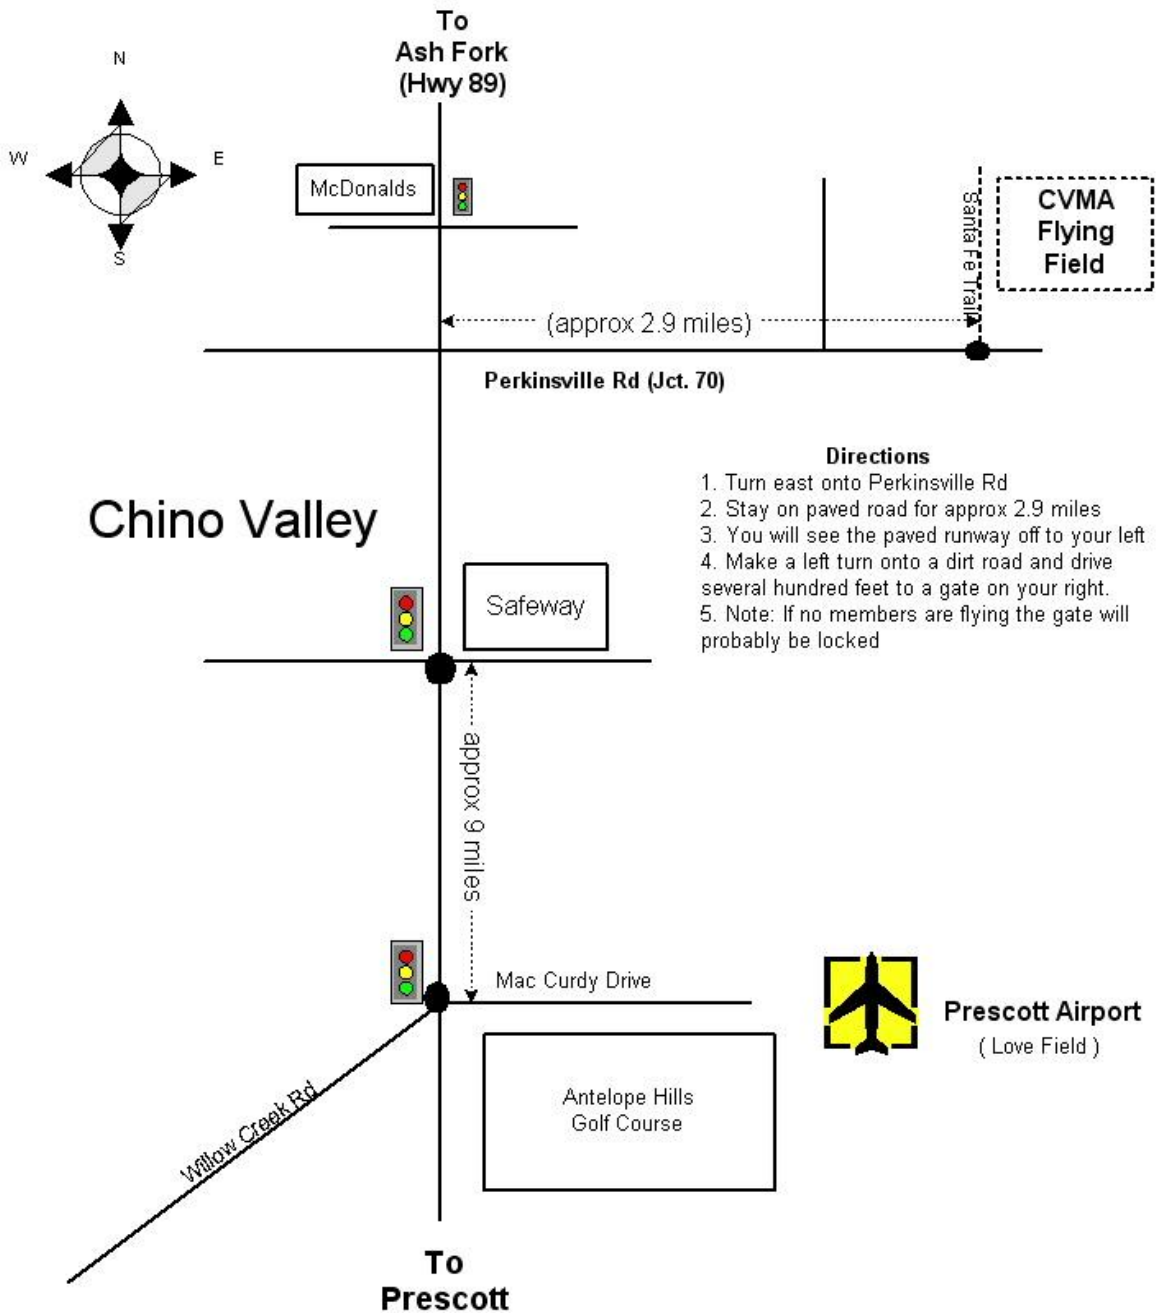 To
Ash Fork
(Hwy 89)
N
W
E
S
McDonalds
Santa Fe Trail
CVMA
Flying
Field
(approx 2.9 miles)
Perkinsville Rd (Jct. 70)
Directions
1. Turn east onto Perkinsville Rd
2. Stay on paved road for approx 2.9 miles
3. You will see the paved runway off to your left
4. Make a left turn onto a dirt road and drive
several hundred feet to a gate on your right.
5. Note: If no members are flying the gate will
probably be locked
Chino Valley
Safeway
approx 9 miles
Mac Curdy Drive
Prescott Airport
( Love Field )
Antelope Hills
Golf Course
Willow Creek Rd
To
Prescott